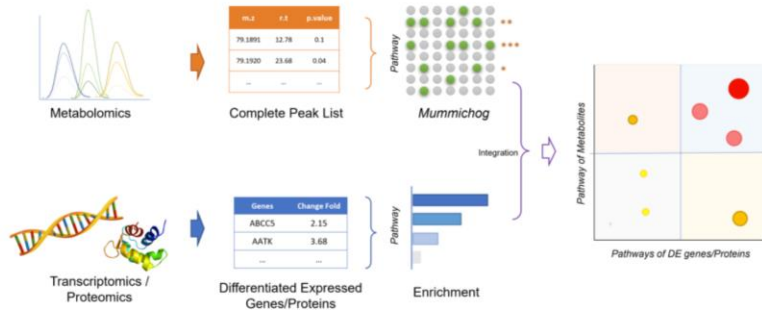 m.z r.t p.value
79.1891 12.78 0.1
79.1920 23.68 0.04
... ... ...
Metabolomics
Complete Peak List
Pathway
**
***
*
Mummichog
Integration
Genes Change Fold
ABCC5 2.15
AATK 3.68
... ...
Transcriptomics /
Proteomics
Differentiated Expressed
Genes/Proteins
Pathway
Enrichment
Pathway of Metabolites
Pathways of DE genes/Proteins